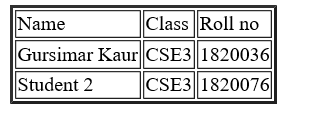 Name Class Roll no
Gursimar Kaur CSE3 1820036
Student 2 CSE3 1820076